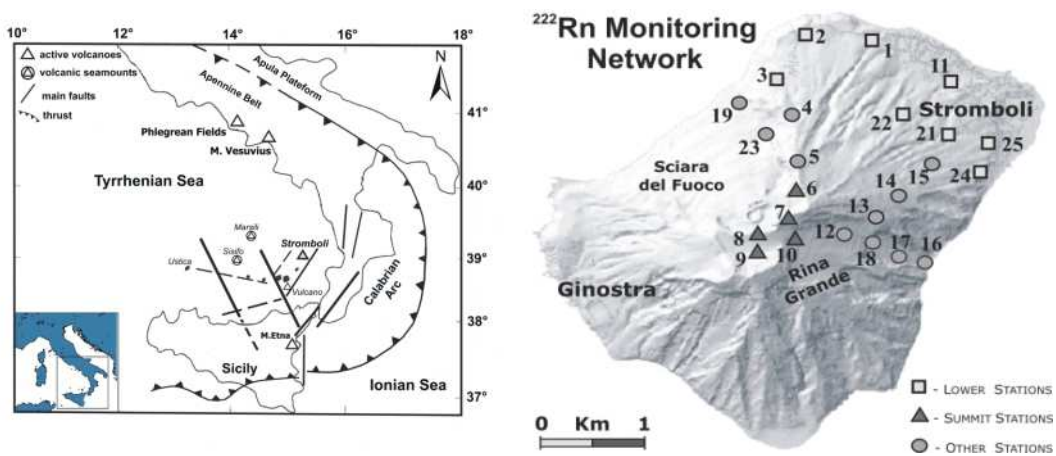 10° 12° 14° 16° 18°
△ active volcanoes
volcanic seamounts
main faults
thrust
N
Apula Plateform
Apennine Belt
41°
Phlegrean Fields
M. Vesuvius
Tyrrhenian Sea
40°
Marsili
Sisifo
Stromboli
39°
Ustica
Vulcano
Calabrian
Arc
38°
M.Etna
Sicily
Ionian Sea
37°
222Rn Monitoring
Network
2
1
3
11
19
4
Stromboli
22
23
21
25
5
15
Sciara
del Fuoco
24
6
14
7
13
8
12
10
17
16
9
18
Rina
Grande
Ginostra
- LOWER STATIONS
- SUMMIT STATIONS
- OTHER STATIONS
0 Km 1